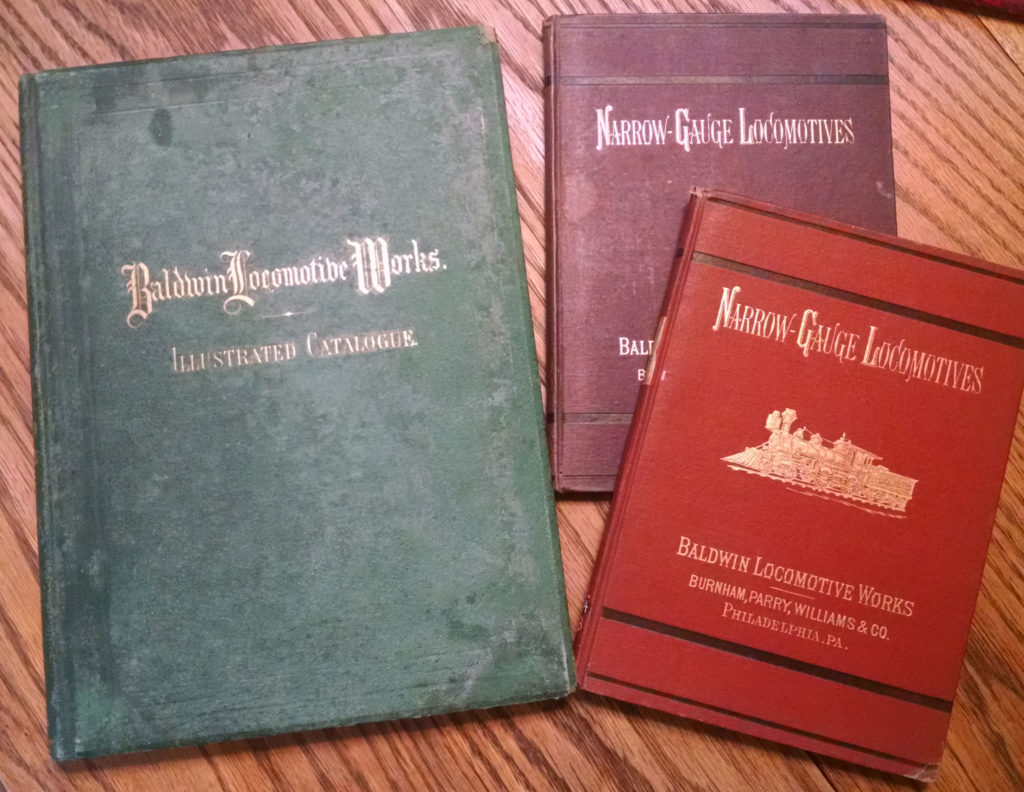 Baldwin Locomotive Works.
ILLUSTRATED CATALOGUE.
NARROW-GAUGE LOCOMOTIVES
NARROW-GAUGE LOCOMOTIVES
BALDWIN LOCOMOTIVE WORKS
BURNHAM, PARRY, WILLIAMS & CO.
PHILADELPHIA. PA.